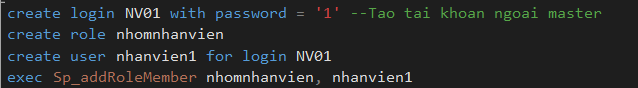 create login NV01 with password = '1' --Tao tai khoan ngoai master
create role nhomnhanvien
create user nhanvien1 for login NV01
exec Sp_addRoleMember nhomnhanvien, nhanvien1